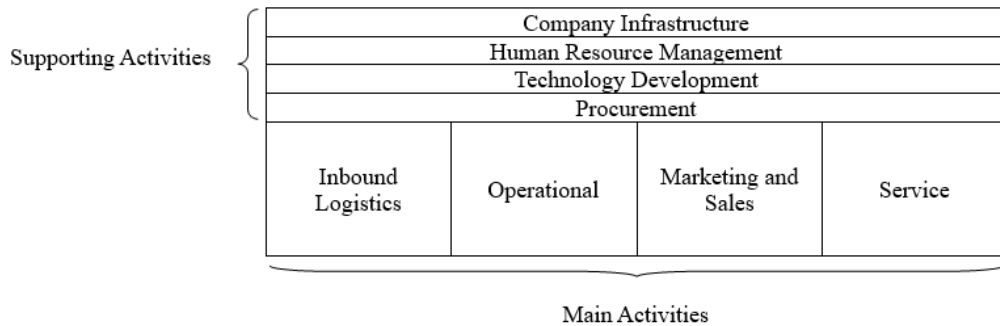 Company Infrastructure
Supporting Activities
Human Resource Management
Technology Development
Procurement
Inbound
Logistics
Operational
Marketing and
Sales
Service
Main Activities